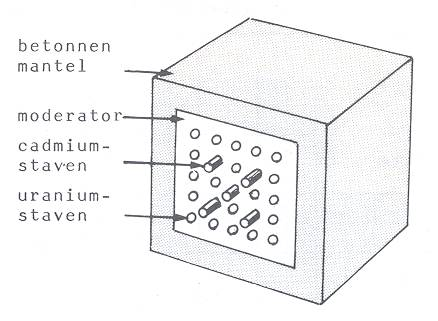 betonnen
mantel
moderator
cadmium-
staven
uranium-
staven